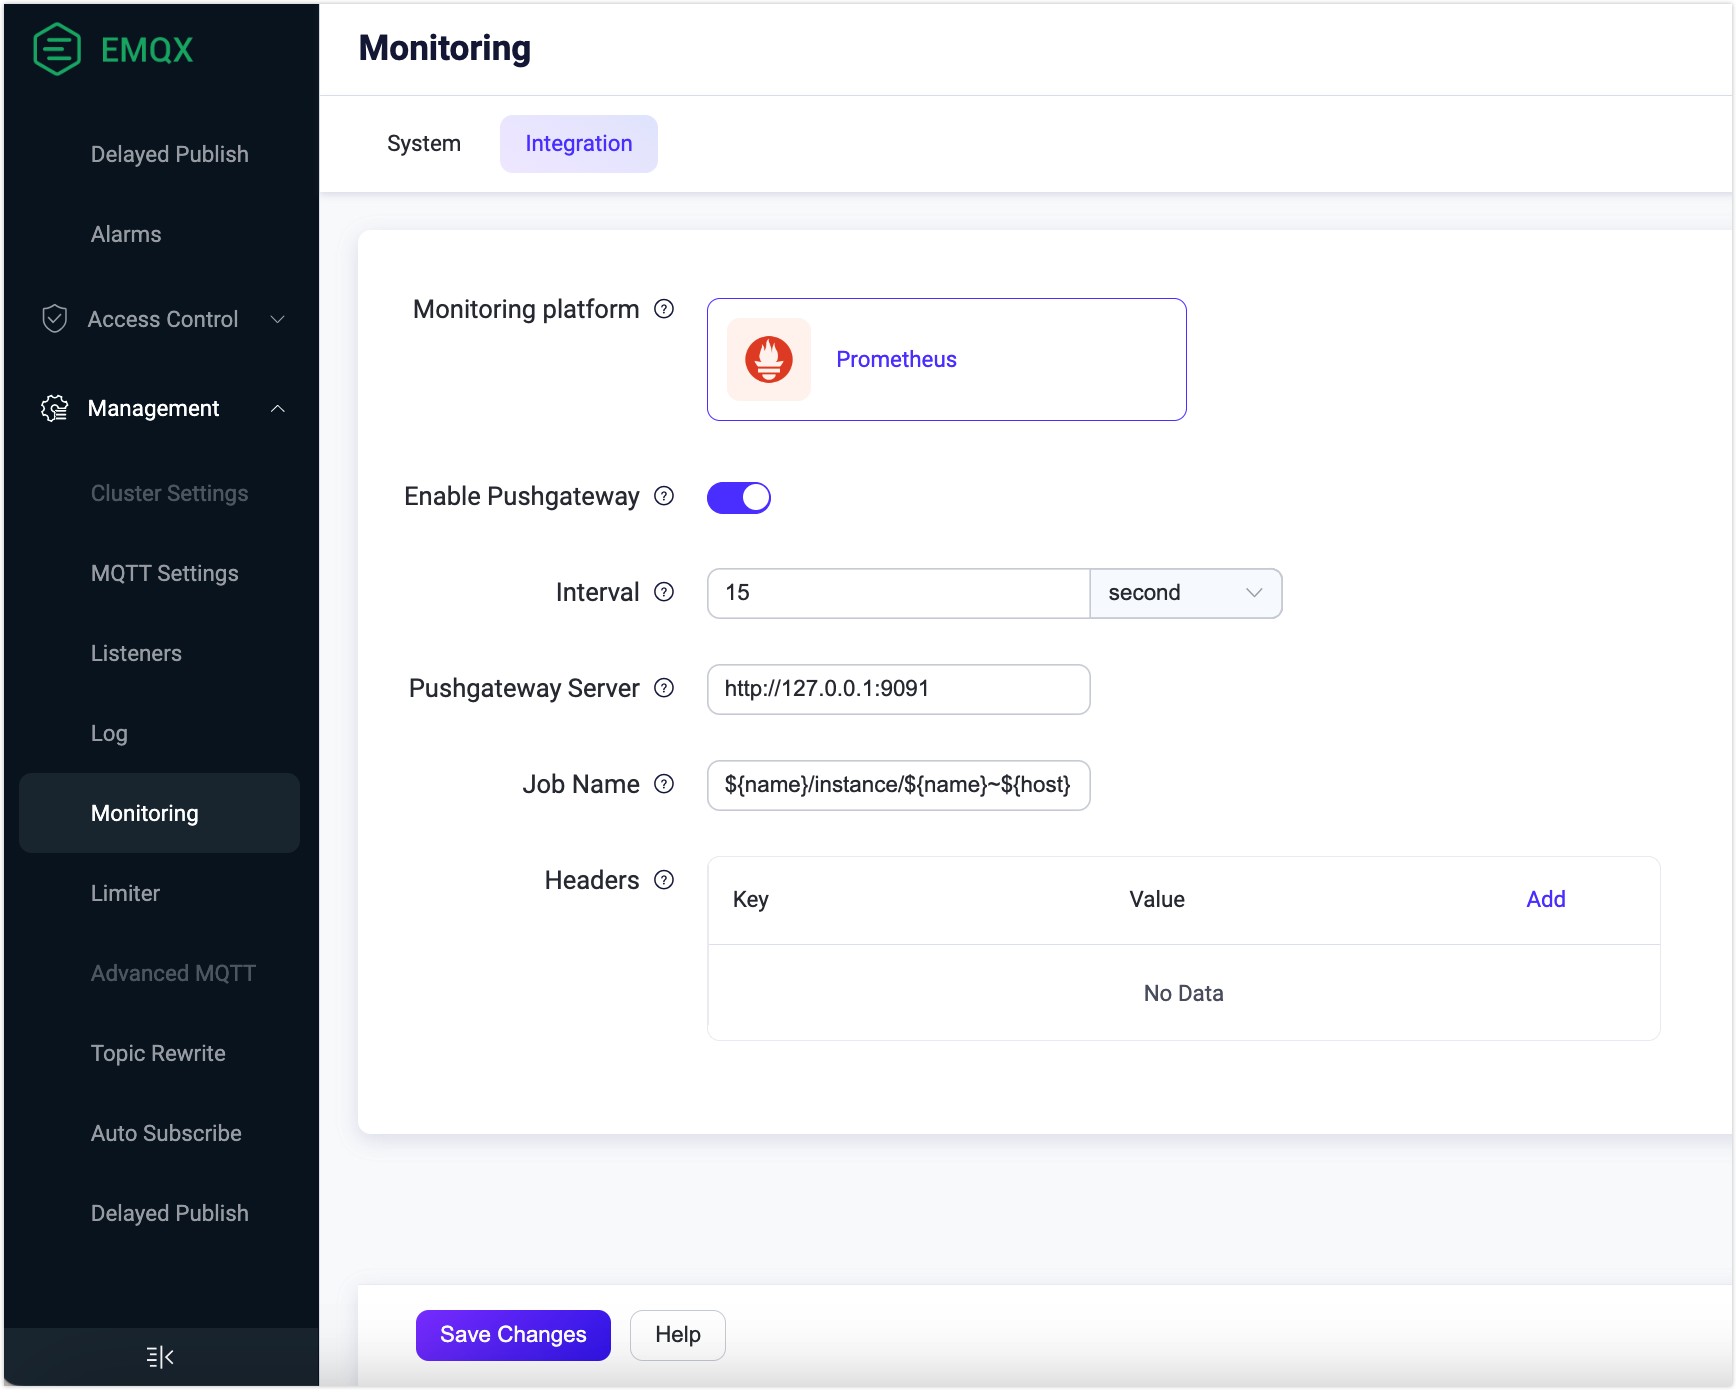 EMQX
Delayed Publish
Alarms
Access Control
Management
Cluster Settings
MQTT Settings
Listeners
Log
Monitoring
Limiter
Advanced MQTT
Topic Rewrite
Auto Subscribe
Delayed Publish
Monitoring
System
Integration
Monitoring platform ?
Prometheus
Enable Pushgateway ?
Interval ? 15 second
Pushgateway Server ? http://127.0.0.1:9091
Job Name ? ${name}/instance/${name}~${host}
Headers ?
Key Value Add
No Data
Save Changes
Help